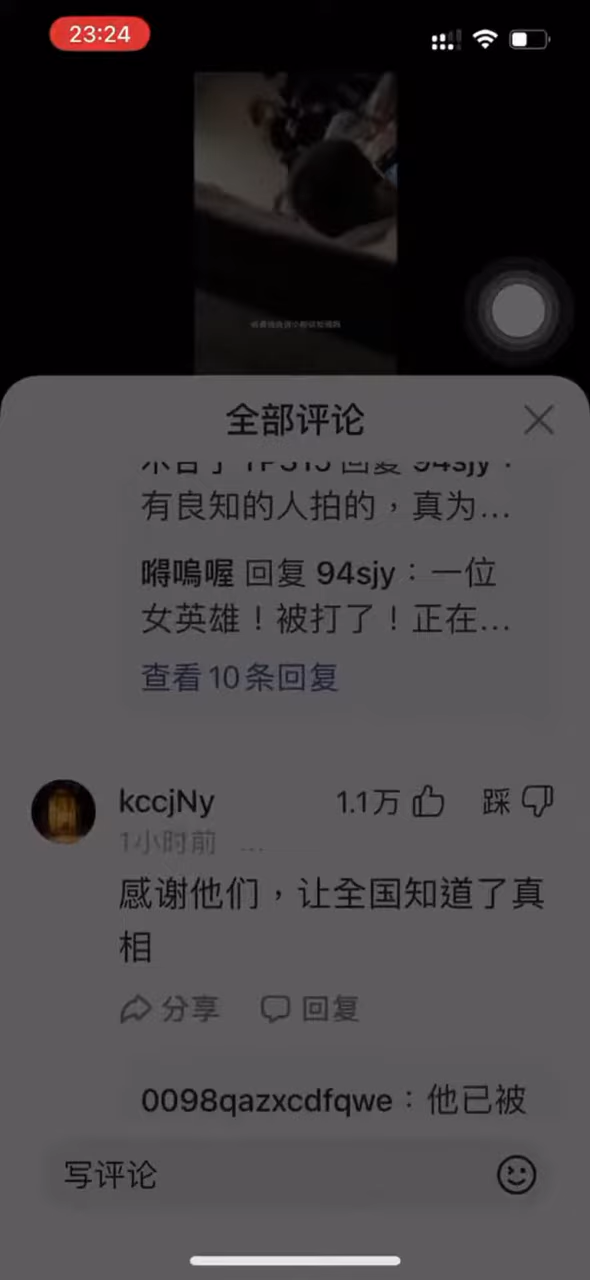 23:24
全部评论
94sjy：
有良知的人拍的，真为...
嘚嗚喔 回复 94sjy：一位
女英雄！被打了！正在...
查看10条回复
kccjNy
1.1万
踩
1小时前 ...
感谢他们，让全国知道了真
相
分享 回复
0098qazxcdfqwe：他已被
写评论